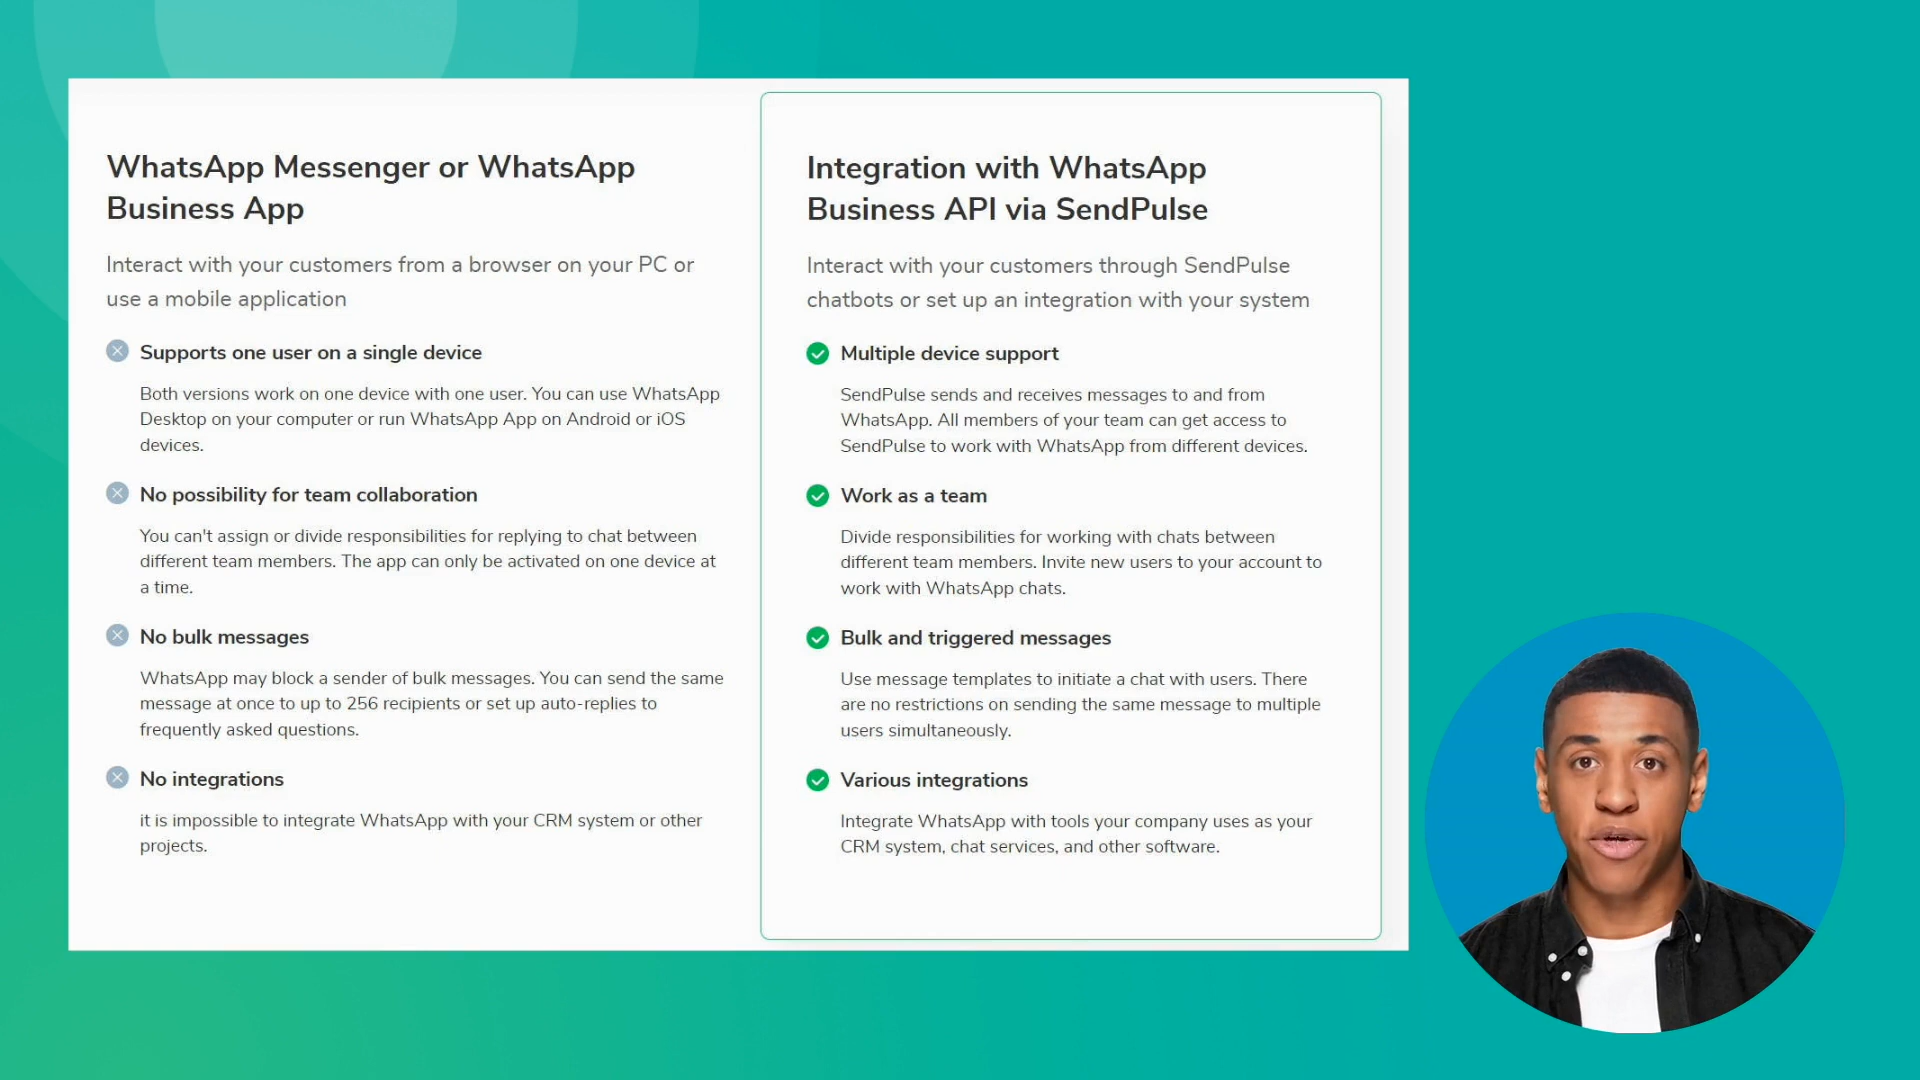 WhatsApp Messenger or WhatsApp
Business App
Interact with your customers from a browser on your PC or
use a mobile application
Supports one user on a single device
Both versions work on one device with one user. You can use WhatsApp
Desktop on your computer or run WhatsApp App on Android or iOS
devices.
No possibility for team collaboration
You can't assign or divide responsibilities for replying to chat between
different team members. The app can only be activated on one device at
a time.
No bulk messages
WhatsApp may block a sender of bulk messages. You can send the same
message at once to up to 256 recipients or set up auto-replies to
frequently asked questions.
No integrations
it is impossible to integrate WhatsApp with your CRM system or other
projects.
Integration with WhatsApp
Business API via SendPulse
Interact with your customers through SendPulse
chatbots or set up an integration with your system
Multiple device support
SendPulse sends and receives messages to and from
WhatsApp. All members of your team can get access to
SendPulse to work with WhatsApp from different devices.
Work as a team
Divide responsibilities for working with chats between
different team members. Invite new users to your account to
work with WhatsApp chats.
Bulk and triggered messages
Use message templates to initiate a chat with users. There
are no restrictions on sending the same message to multiple
users simultaneously.
Various integrations
Integrate WhatsApp with tools your company uses as your
CRM system, chat services, and other software.